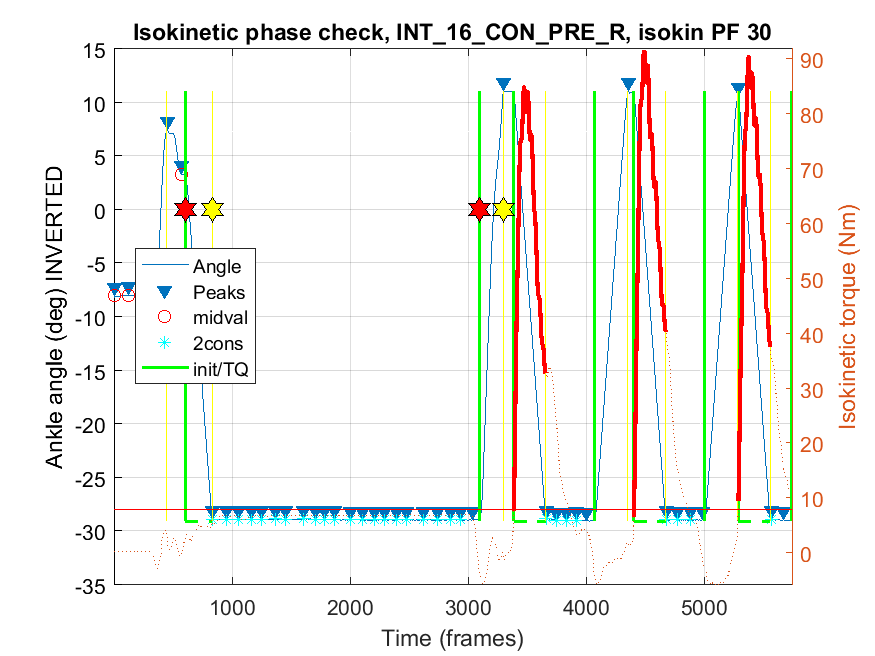 Isokinetic phase check, INT_16_CON_PRE_R, isokin PF 30
15
10
5
0
-5
-10
-15
-20
-25
-30
-35
Ankle angle (deg) INVERTED
Angle
Peaks
midval
2cons
init/TQ
90
80
70
60
50
40
30
20
10
0
Isokinetic torque (Nm)
1000
2000
3000
4000
5000
Time (frames)